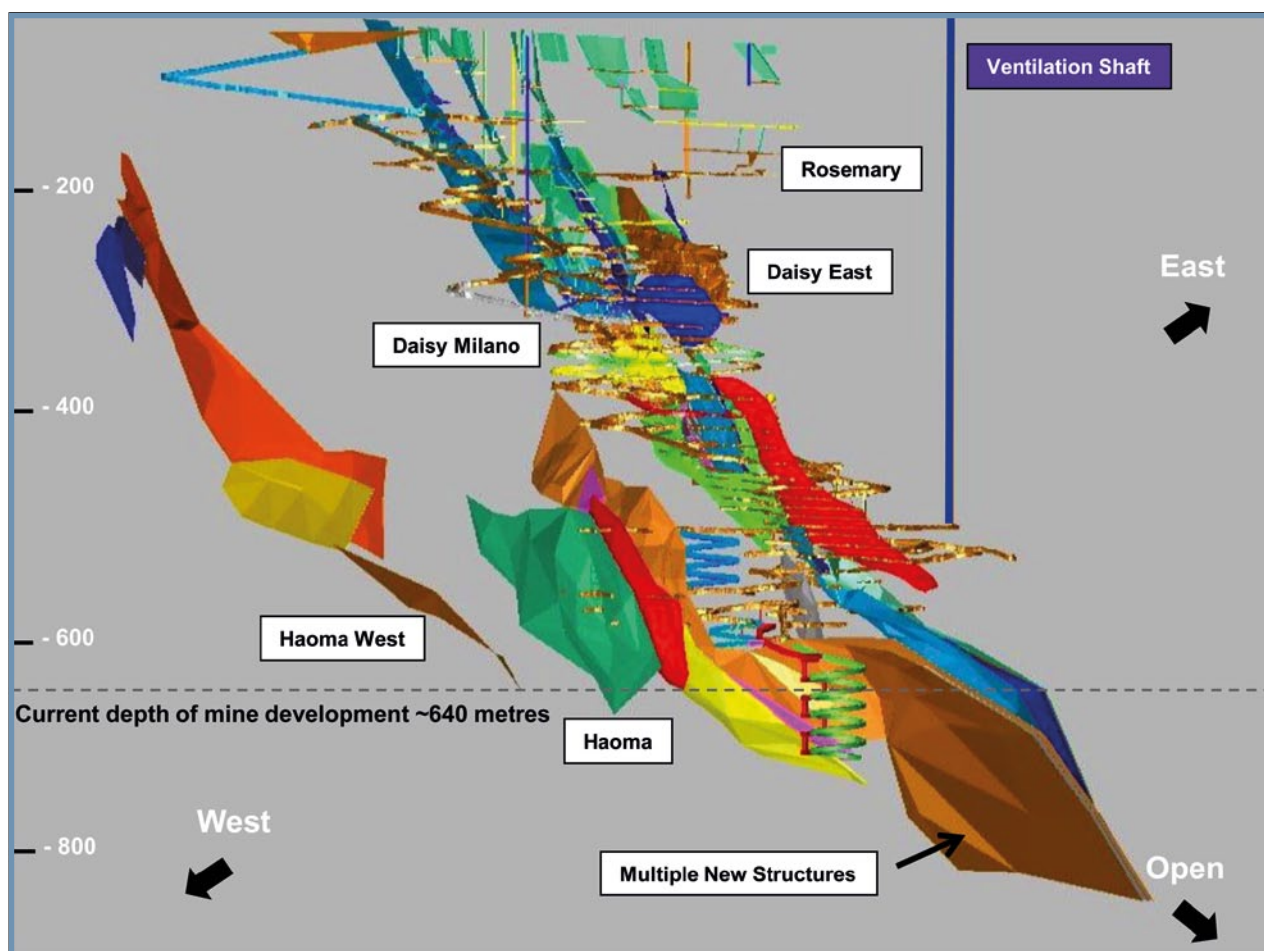 Ventilation Shaft
Rosemary
- 200
Daisy East
East
Daisy Milano
- 400
Haoma West
- 600
Current depth of mine development ~640 metres
Haoma
West
- 800
Multiple New Structures
Open